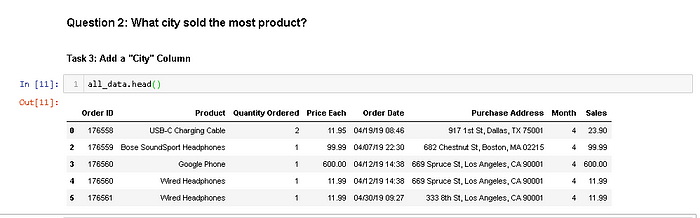 Question 2: What city sold the most product?
Task 3: Add a "City" Column
In [11]: 1 all_data.head()
Out[11]:
Order ID Product Quantity Ordered Price Each Order Date Purchase Address Month Sales
0 176558 USB-C Charging Cable 2 11.95 04/19/19 08:46 917 1st St, Dallas, TX 75001 4 23.90
2 176559 Bose SoundSport Headphones 1 99.99 04/07/19 22:30 682 Chestnut St, Boston, MA 02215 4 99.99
3 176560 Google Phone 1 600.00 04/12/19 14:38 669 Spruce St, Los Angeles, CA 90001 4 600.00
4 176560 Wired Headphones 1 11.99 04/12/19 14:38 669 Spruce St, Los Angeles, CA 90001 4 11.99
5 176561 Wired Headphones 1 11.99 04/30/19 09:27 333 8th St, Los Angeles, CA 90001 4 11.99